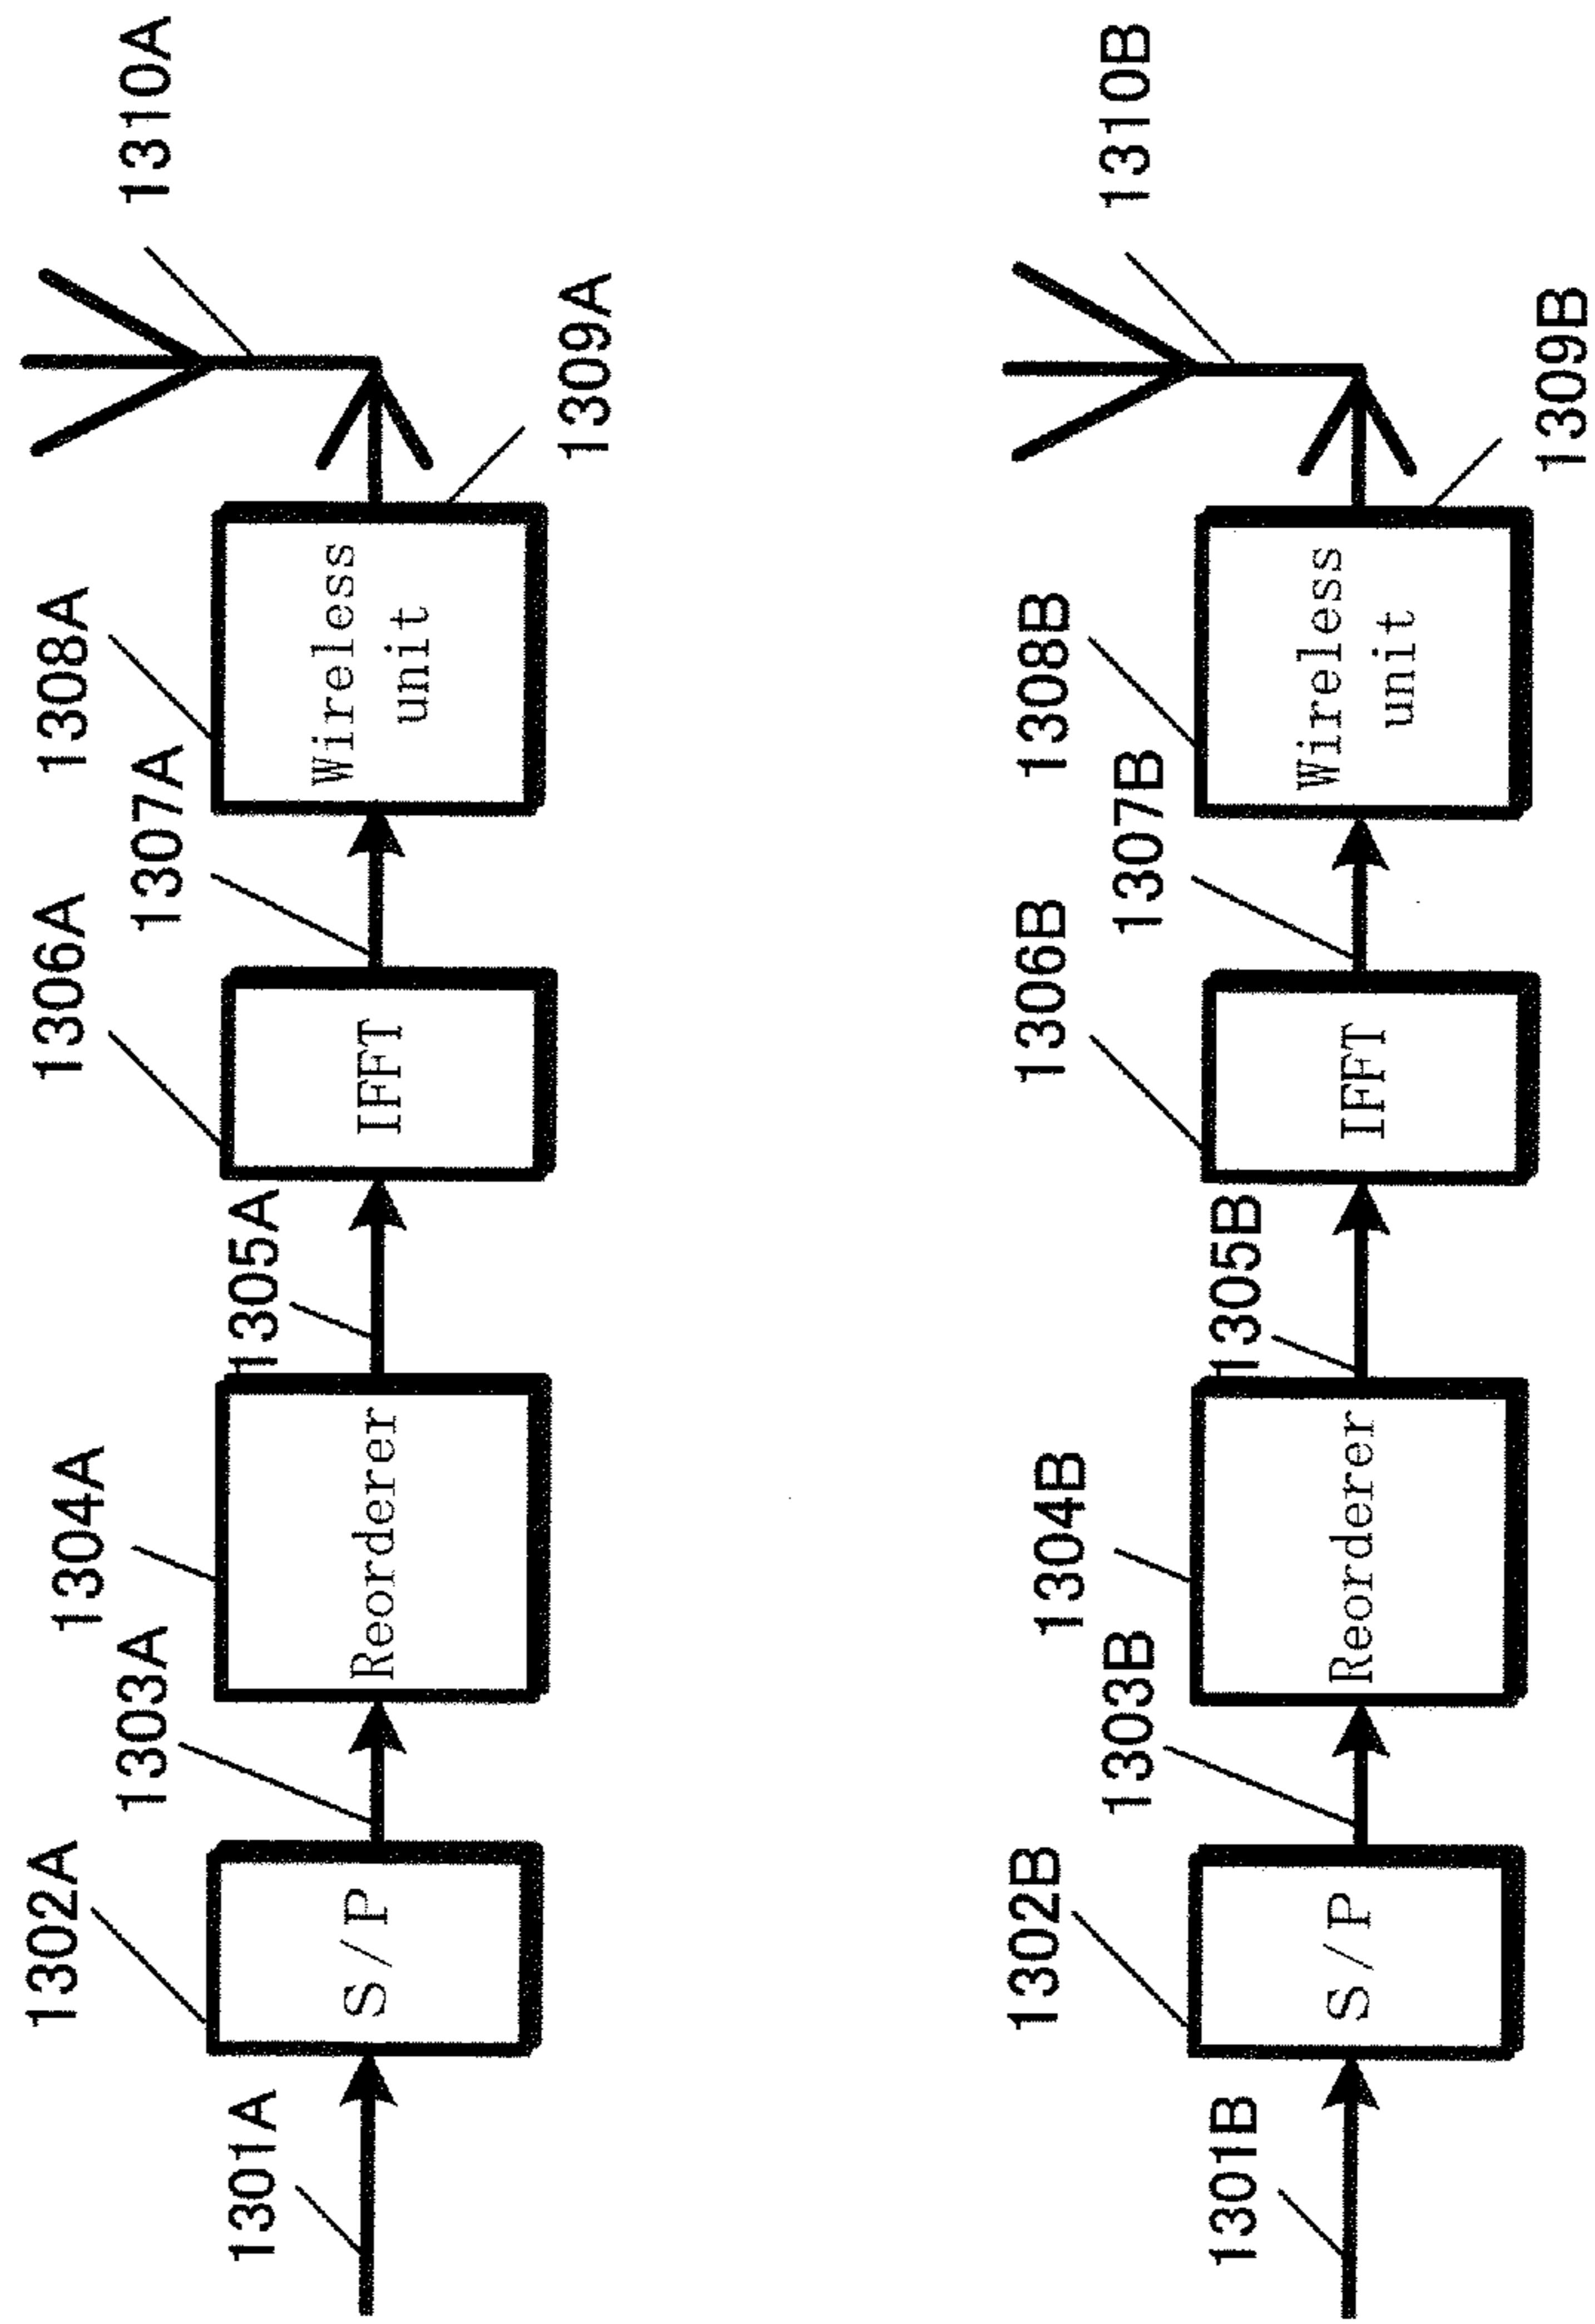 1301A
1302A
S/P
1303A
1304A
Reorderer
1305A
1306A
IFFT
1307A
1308A
Wireless
unit
1309A
1310A
1301B
1302B
S/P
1303B
1304B
Reorderer
1305B
1306B
IFFT
1307B
1308B
Wireless
unit
1309B
1310B